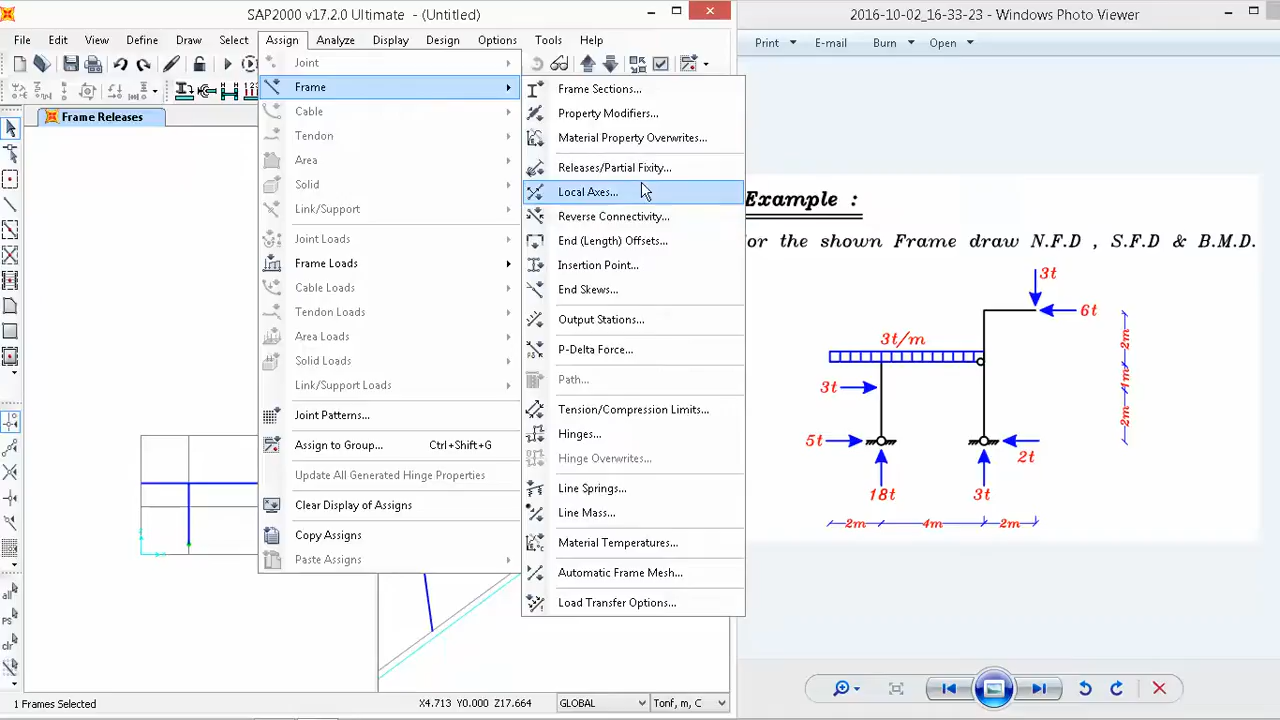 SAP2000 v17.2.0 Ultimate - (Untitled)
File Edit View Define Draw Select Assign Analyze Display Design Options Tools Help
Frame Releases
Joint
Frame
Cable
Tendon
Area
Solid
Link/Support
Joint Loads
Frame Loads
Cable Loads
Tendon Loads
Area Loads
Solid Loads
Link/Support Loads
Joint Patterns...
Assign to Group... Ctrl+Shift+G
Update All Generated Hinge Properties
Clear Display of Assigns
Copy Assigns
Paste Assigns
Frame Sections...
Property Modifiers...
Material Property Overwrites...
Releases/Partial Fixity...
Local Axes...
Reverse Connectivity...
End (Length) Offsets...
Insertion Point...
End Skews...
Output Stations...
P-Delta Force...
Path...
Tension/Compression Limits...
Hinges...
Hinge Overwrites...
Line Springs...
Line Mass...
Material Temperatures...
Automatic Frame Mesh...
Load Transfer Options...
all
PS
clr
1 Frames Selected
X4.713 Y0.000 Z17.664
GLOBAL
Tonf, m, C
2016-10-02_16-33-23 - Windows Photo Viewer
Print E-mail Burn Open
Example :
or the shown Frame draw N.F.D , S.F.D & B.M.D.
3t
6t
3t/m
3t
5t
2t
18t
3t
2m
1m
2m
2m 4m 2m